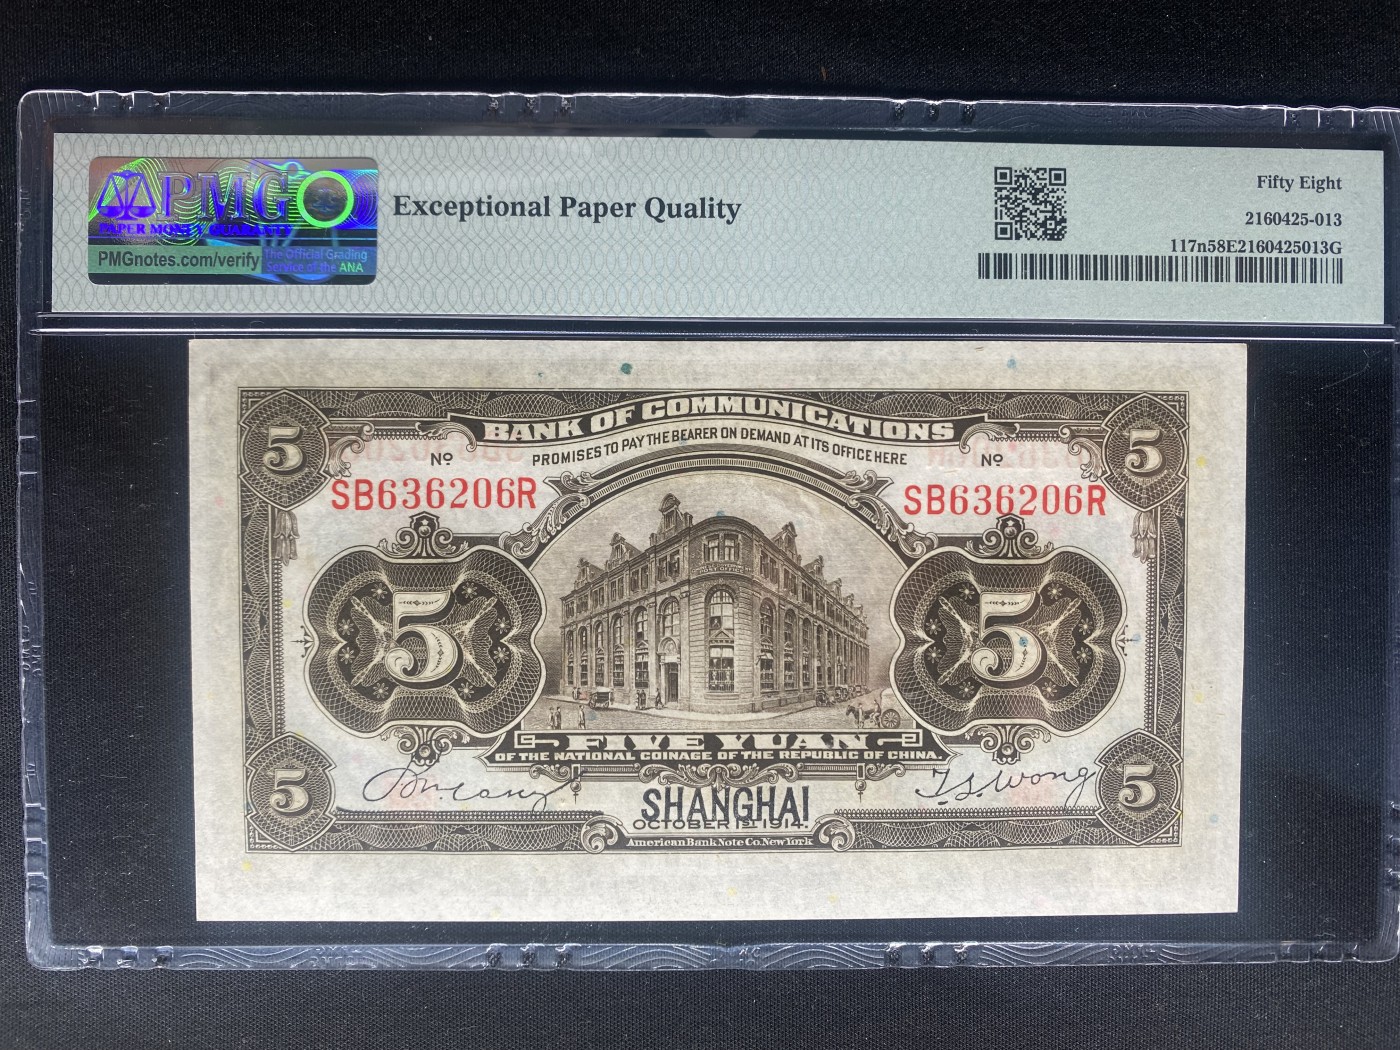 PMG
PAPER MONEY GUARANTY
PMGnotes.com/verify
The Official Grading
Service of the ANA
Exceptional Paper Quality
Fifty Eight
2160425-013
117n58E2160425013G
BANK OF COMMUNICATIONS
PROMISES TO PAY THE BEARER ON DEMAND AT ITS OFFICE HERE
5
5
Nº
Nº
SB636206R
SB636206R
5
5
FIVE YUAN
OF THE NATIONAL COINAGE OF THE REPUBLIC OF CHINA.
5
5
T.S. Wong
SHANGHAI
OCTOBER 1ST 1914.
American Bank Note Co. New York